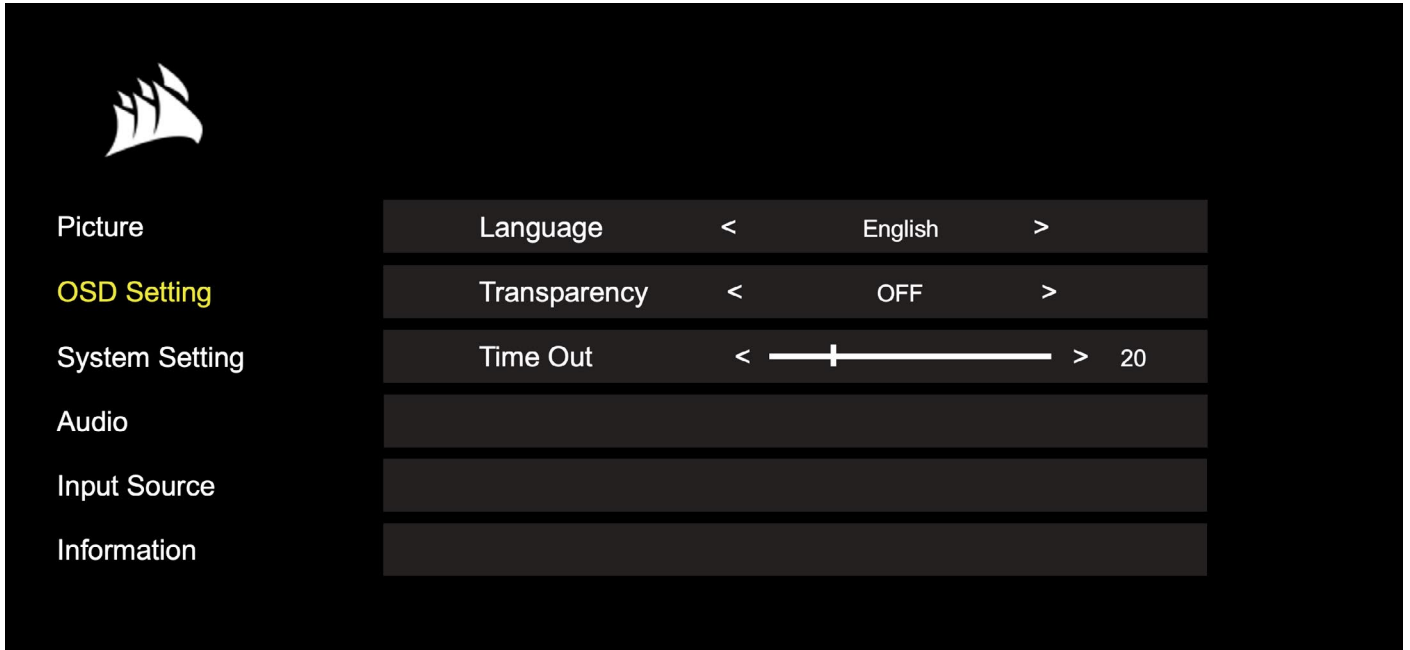 Picture
Language < English >
OSD Setting
Transparency < OFF >
System Setting
Time Out < > 20
Audio
Input Source
Information